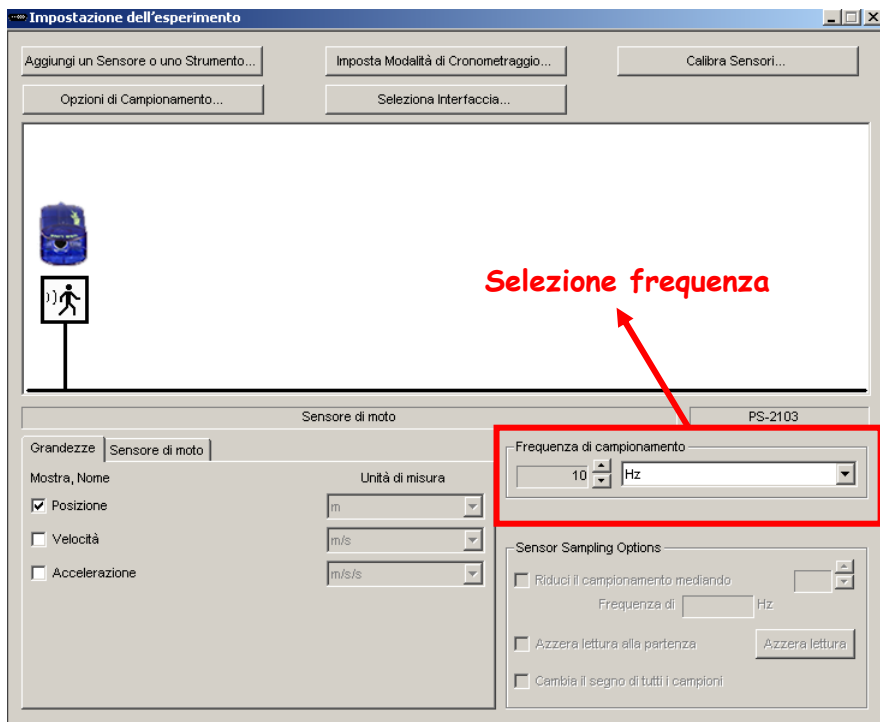 Impostazione dell'esperimento
Aggiungi un Sensore o uno Strumento...
Imposta Modalità di Cronometraggio...
Calibra Sensori...
Opzioni di Campionamento...
Seleziona Interfaccia...
Selezione frequenza
Sensore di moto
PS-2103
Grandezze
Sensore di moto
Mostra, Nome
Unità di misura
Posizione
m
Velocità
m/s
Accelerazione
m/s/s
Frequenza di campionamento
10
Hz
Sensor Sampling Options
Riduci il campionamento mediando
Frequenza di
Hz
Azzera lettura alla partenza
Azzera lettura
Cambia il segno di tutti i campioni